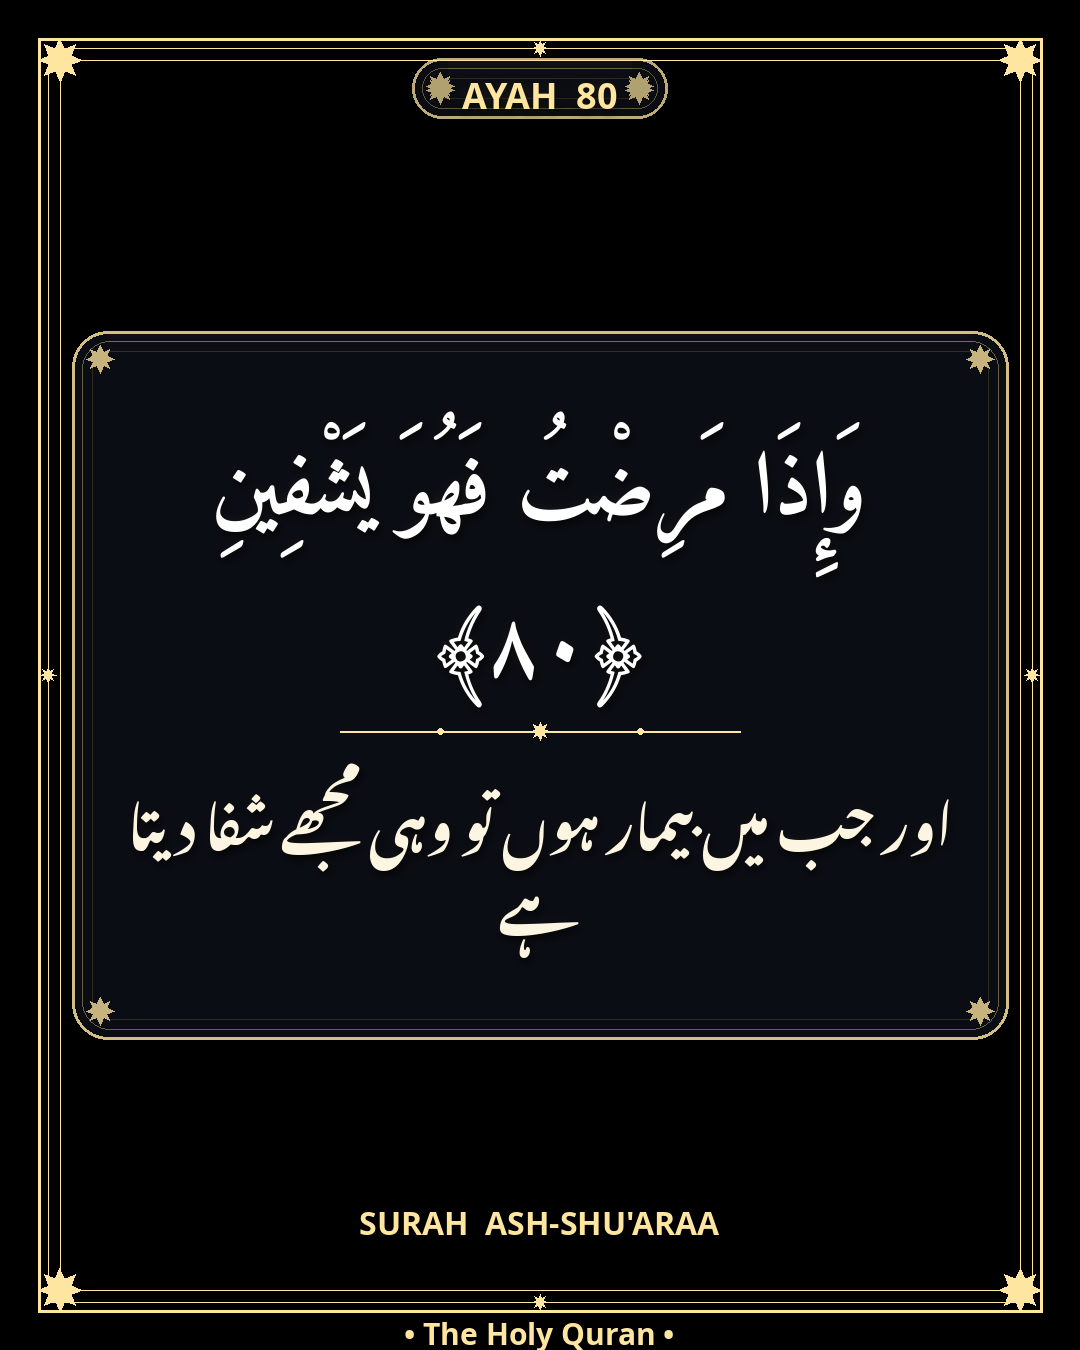 AYAH 80
وَإِذَا مَرِضْتُ فَهُوَ يَشْفِينِ
﴿٨٠﴾
اور جب میں بیمار ہوں تو وہی مجھے شفا دیتا
ہے
SURAH ASH-SHU'ARAA
• The Holy Quran •